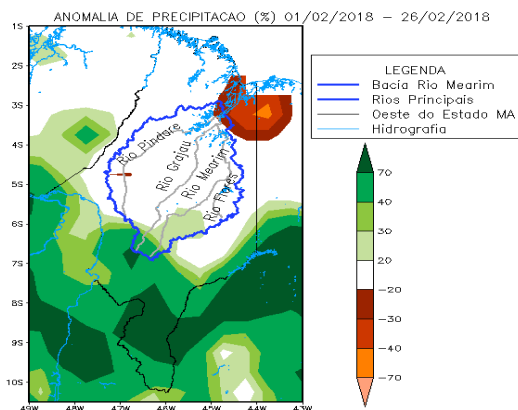 ANOMALIA DE PRECIPITACAO (%) 01/02/2018 – 26/02/2018
1S
2S
3S
4S
5S
6S
7S
8S
9S
10S
49W
48W
47W
46W
45W
44W
43W
Rio Pindare
Rio Grajau
Rio Mearim
Rio Flores
LEGENDA
Bacia Rio Mearim
Rios Principais
Oeste do Estado MA
Hidrografia
70
40
30
20
-20
-30
-40
-70